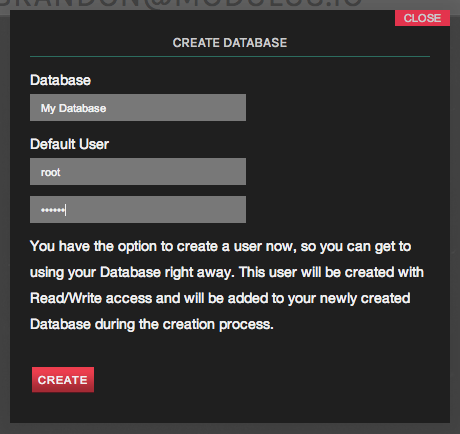 BRANDON@MODULUS.IO
CLOSE
CREATE DATABASE
Database
My Database
Default User
root
••••••
You have the option to create a user now, so you can get to
using your Database right away. This user will be created with
Read/Write access and will be added to your newly created
Database during the creation process.
CREATE